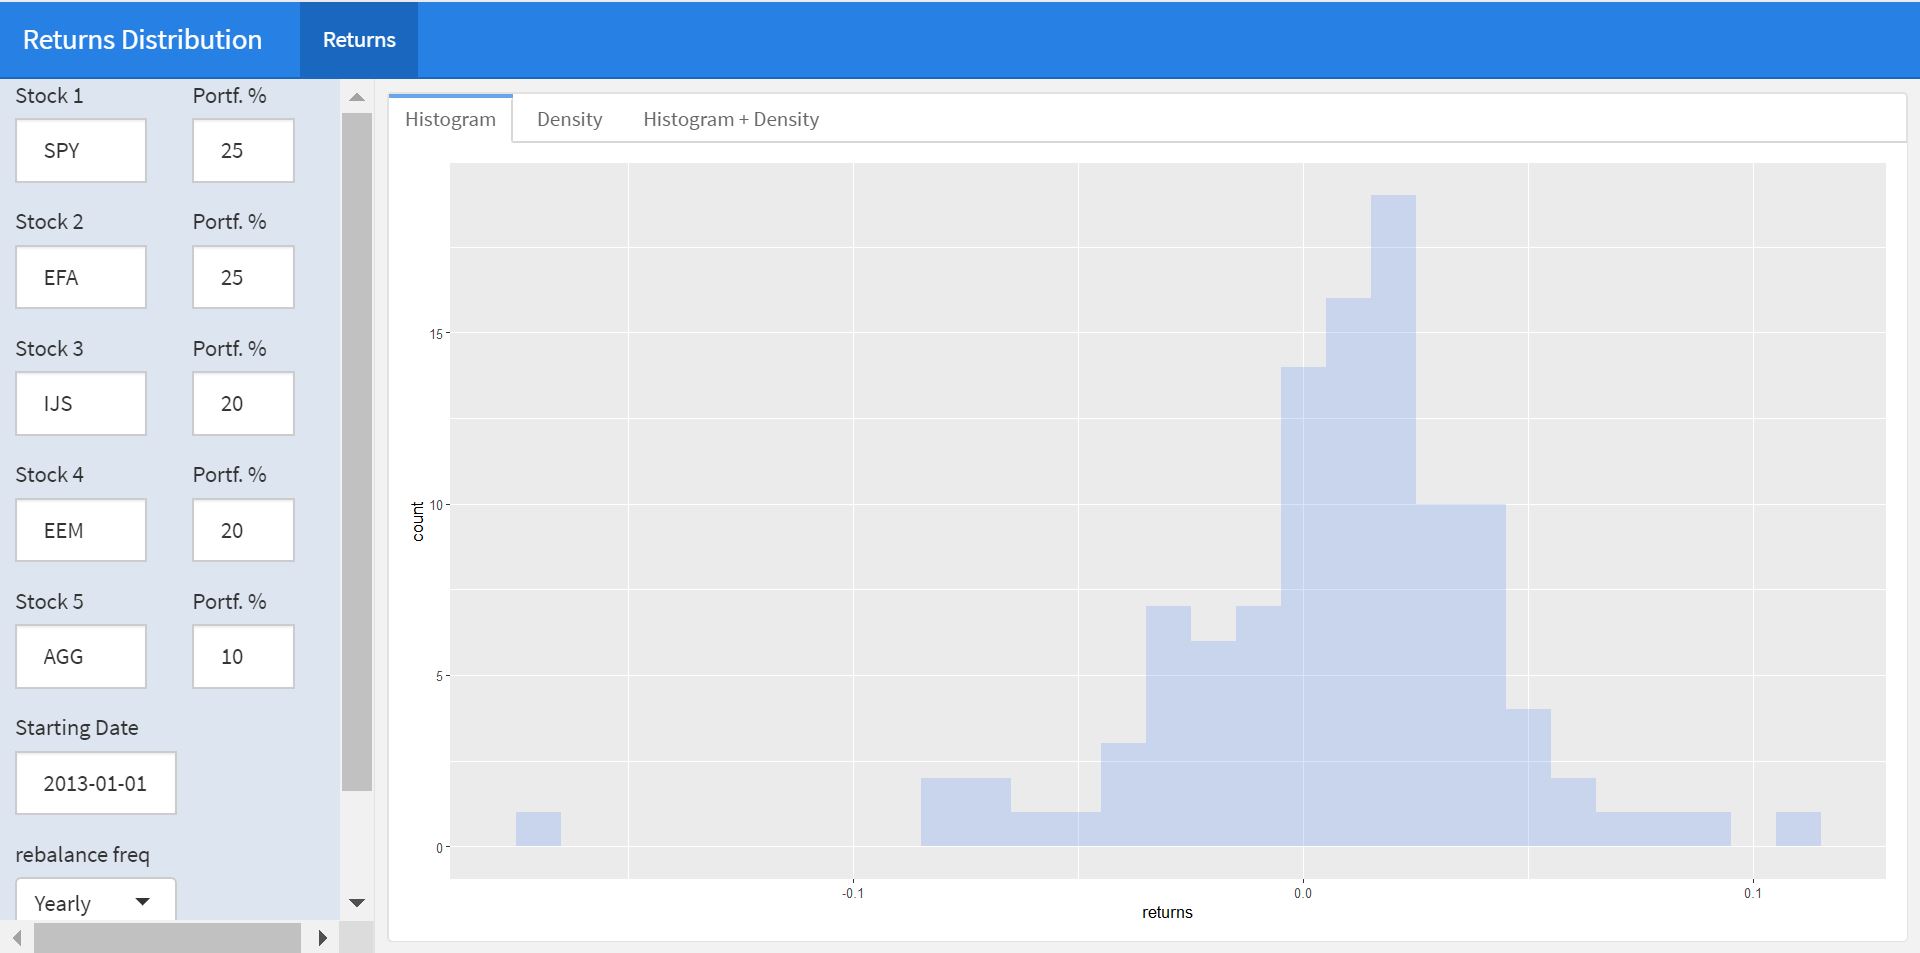 Returns Distribution Returns
Stock 1 Portf. %
SPY 25
Stock 2 Portf. %
EFA 25
Stock 3 Portf. %
IJS 20
Stock 4 Portf. %
EEM 20
Stock 5 Portf. %
AGG 10
Starting Date
2013-01-01
rebalance freq
Yearly
Histogram Density Histogram + Density
15
10
5
0
count
-0.1 0.0 0.1
returns